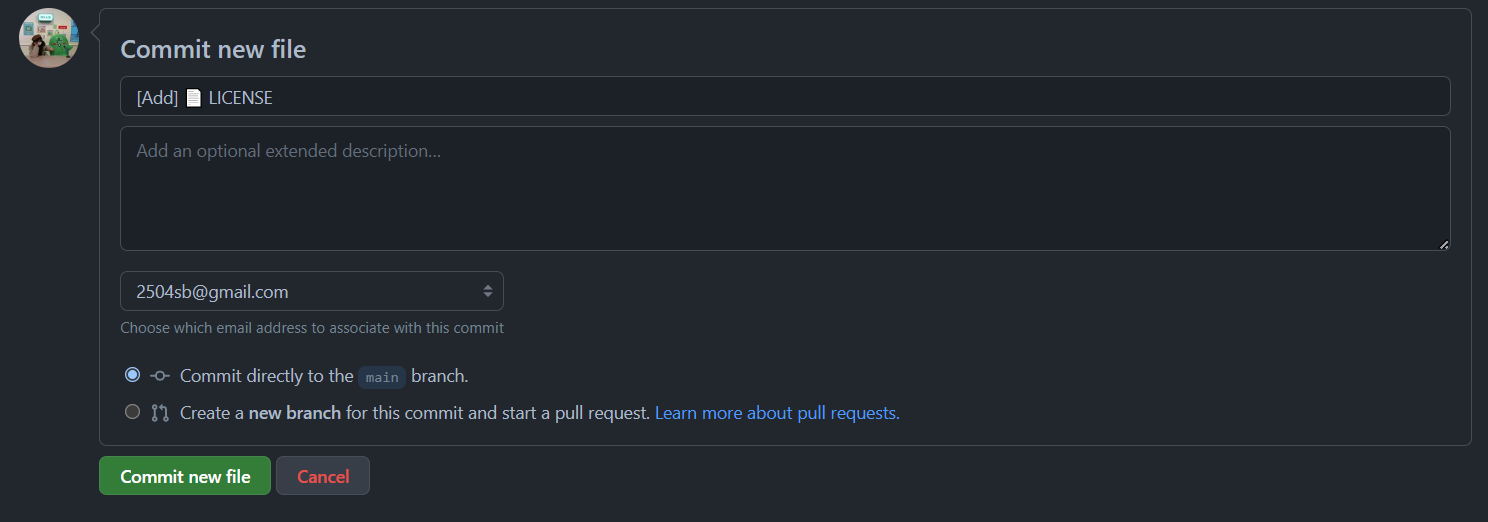 Commit new file
[Add] 📄 LICENSE
Add an optional extended description...
2504sb@gmail.com
Choose which email address to associate with this commit
Commit directly to the main branch.
Create a new branch for this commit and start a pull request. Learn more about pull requests.
Commit new file Cancel